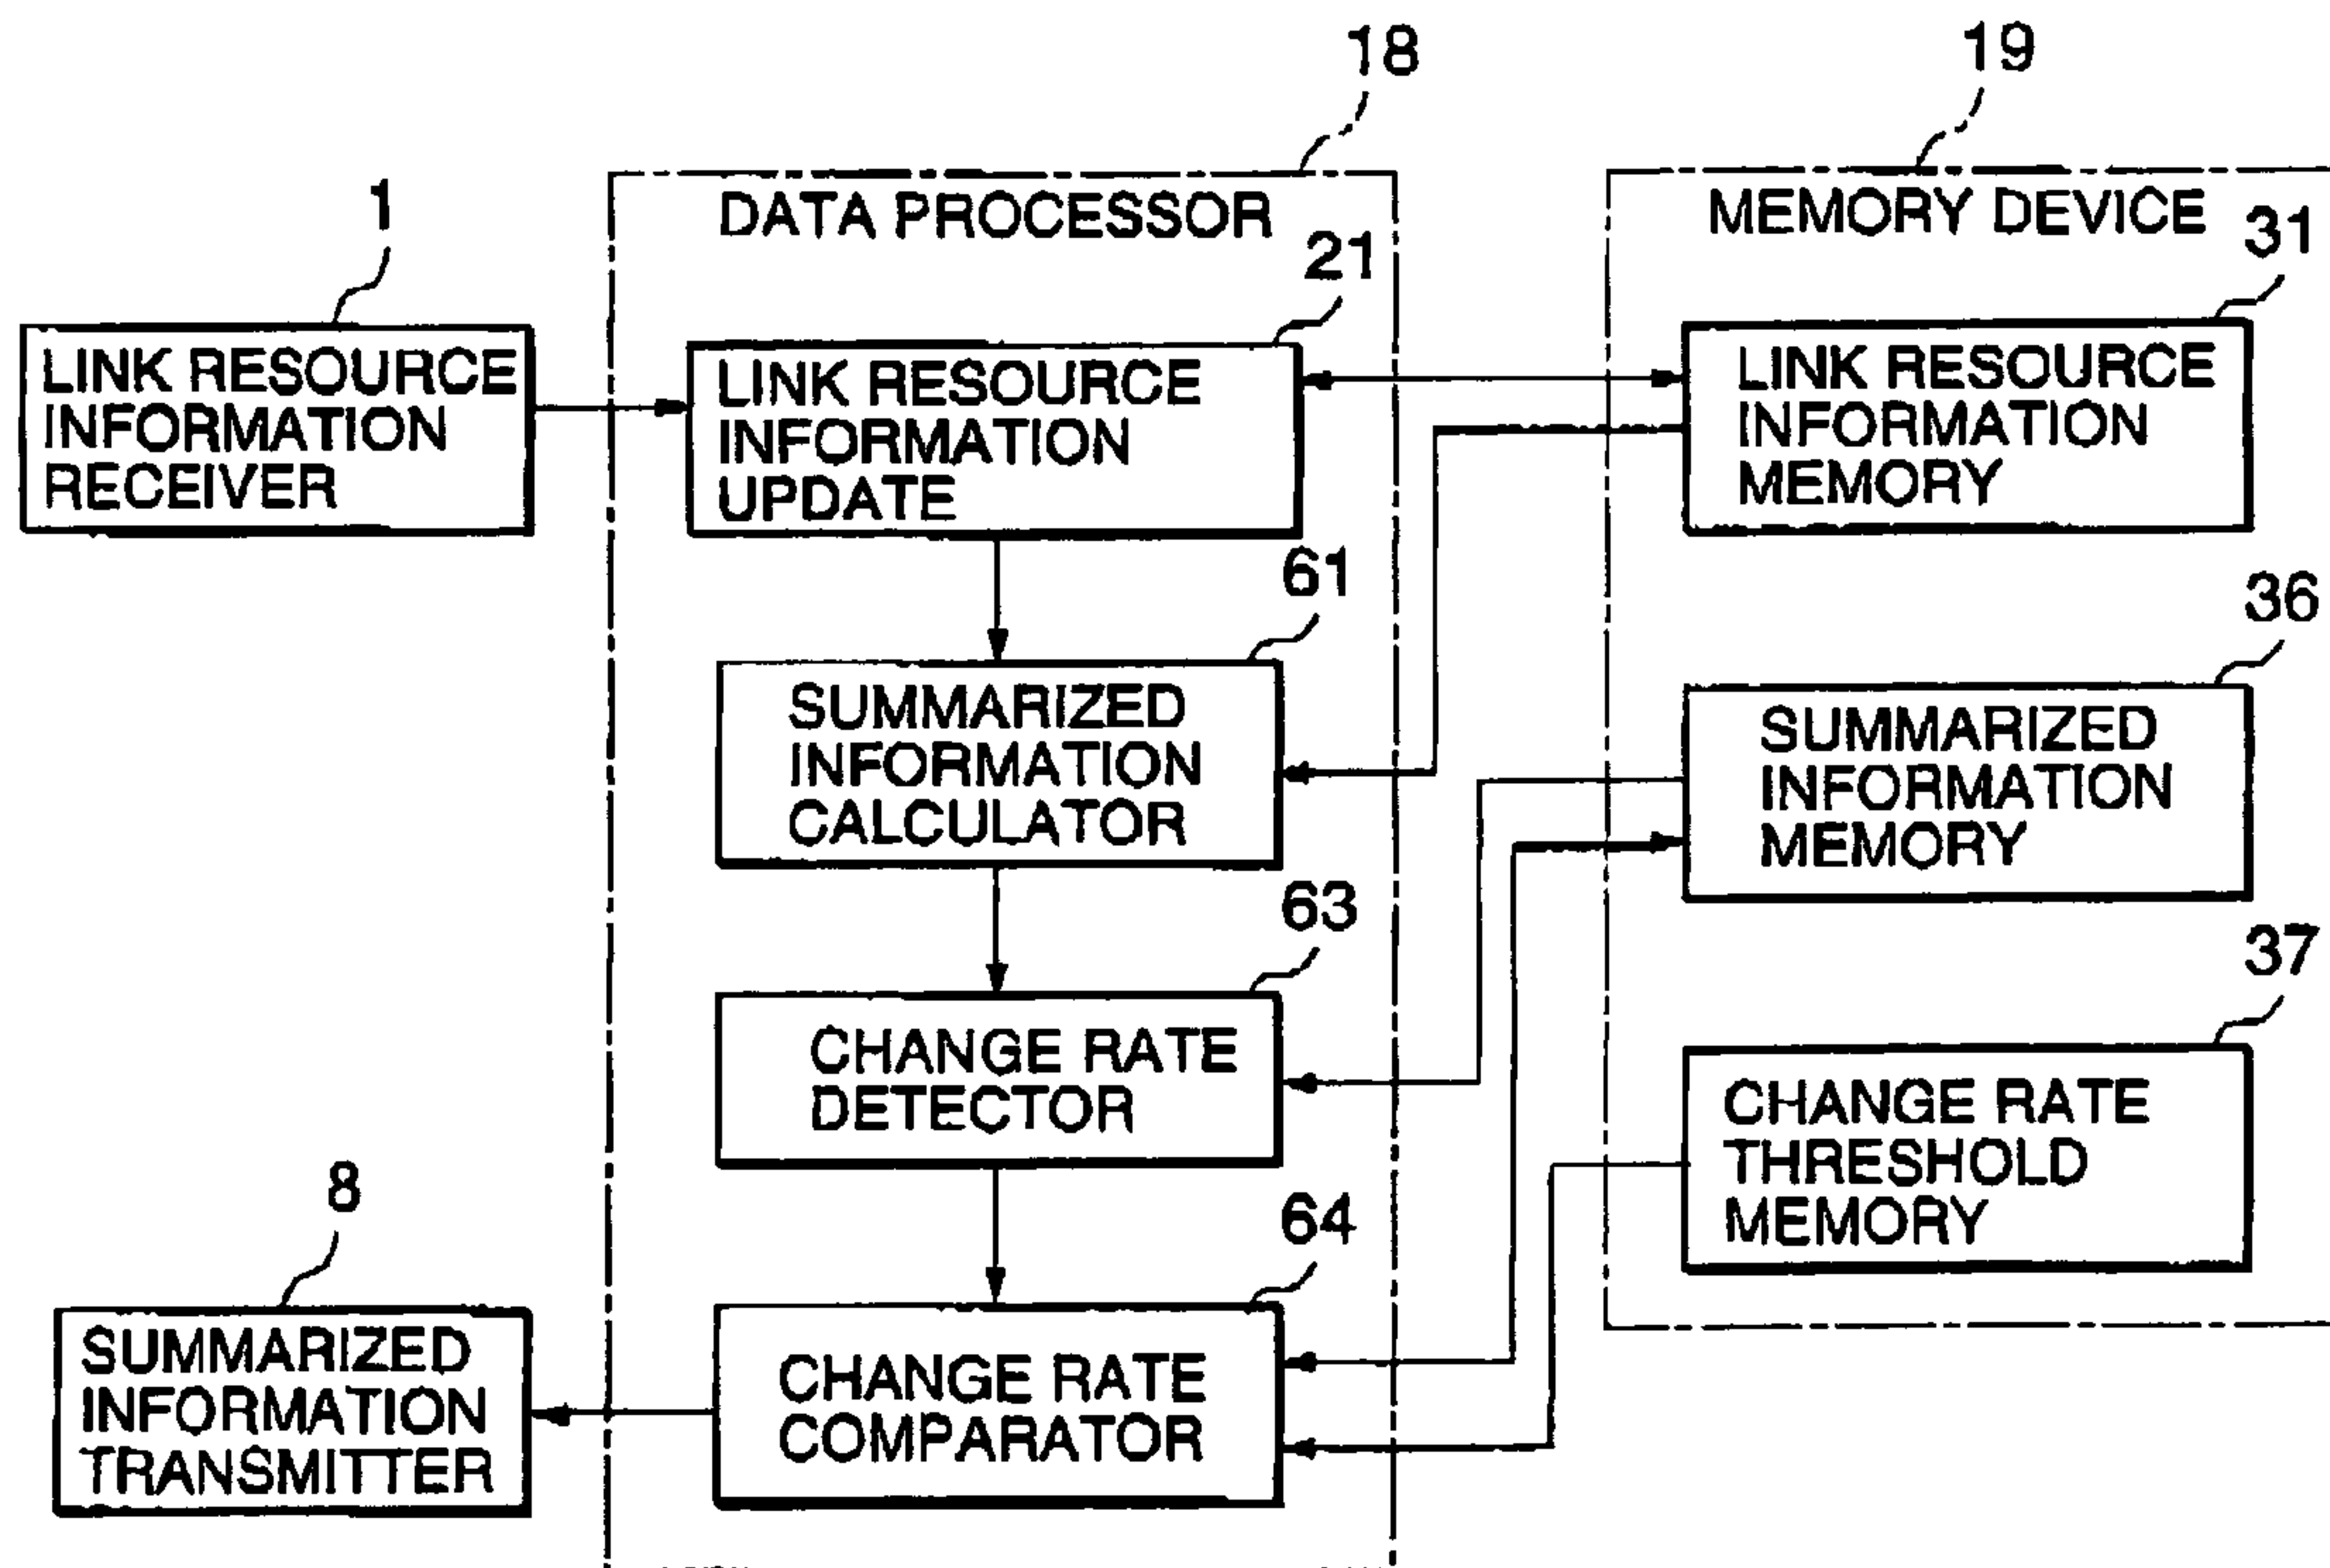 18
19
1
DATA PROCESSOR
MEMORY DEVICE
21
31
LINK RESOURCE
INFORMATION
RECEIVER
LINK RESOURCE
INFORMATION
UPDATE
LINK RESOURCE
INFORMATION
MEMORY
61
36
SUMMARIZED
INFORMATION
CALCULATOR
SUMMARIZED
INFORMATION
MEMORY
63
37
CHANGE RATE
DETECTOR
CHANGE RATE
THRESHOLD
MEMORY
8
64
SUMMARIZED
INFORMATION
TRANSMITTER
CHANGE RATE
COMPARATOR